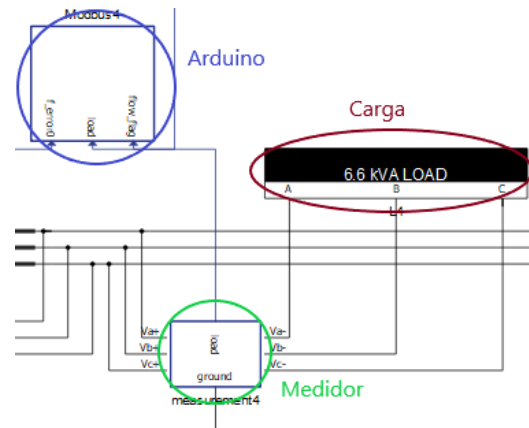 Modbus4
Arduino
f_error0
load
flow_flag
Carga
6.6 kVA LOAD
A B C
L4
Va+ load Va-
Vb+ Vb-
Vc+ Vc-
ground
measurement4
Medidor